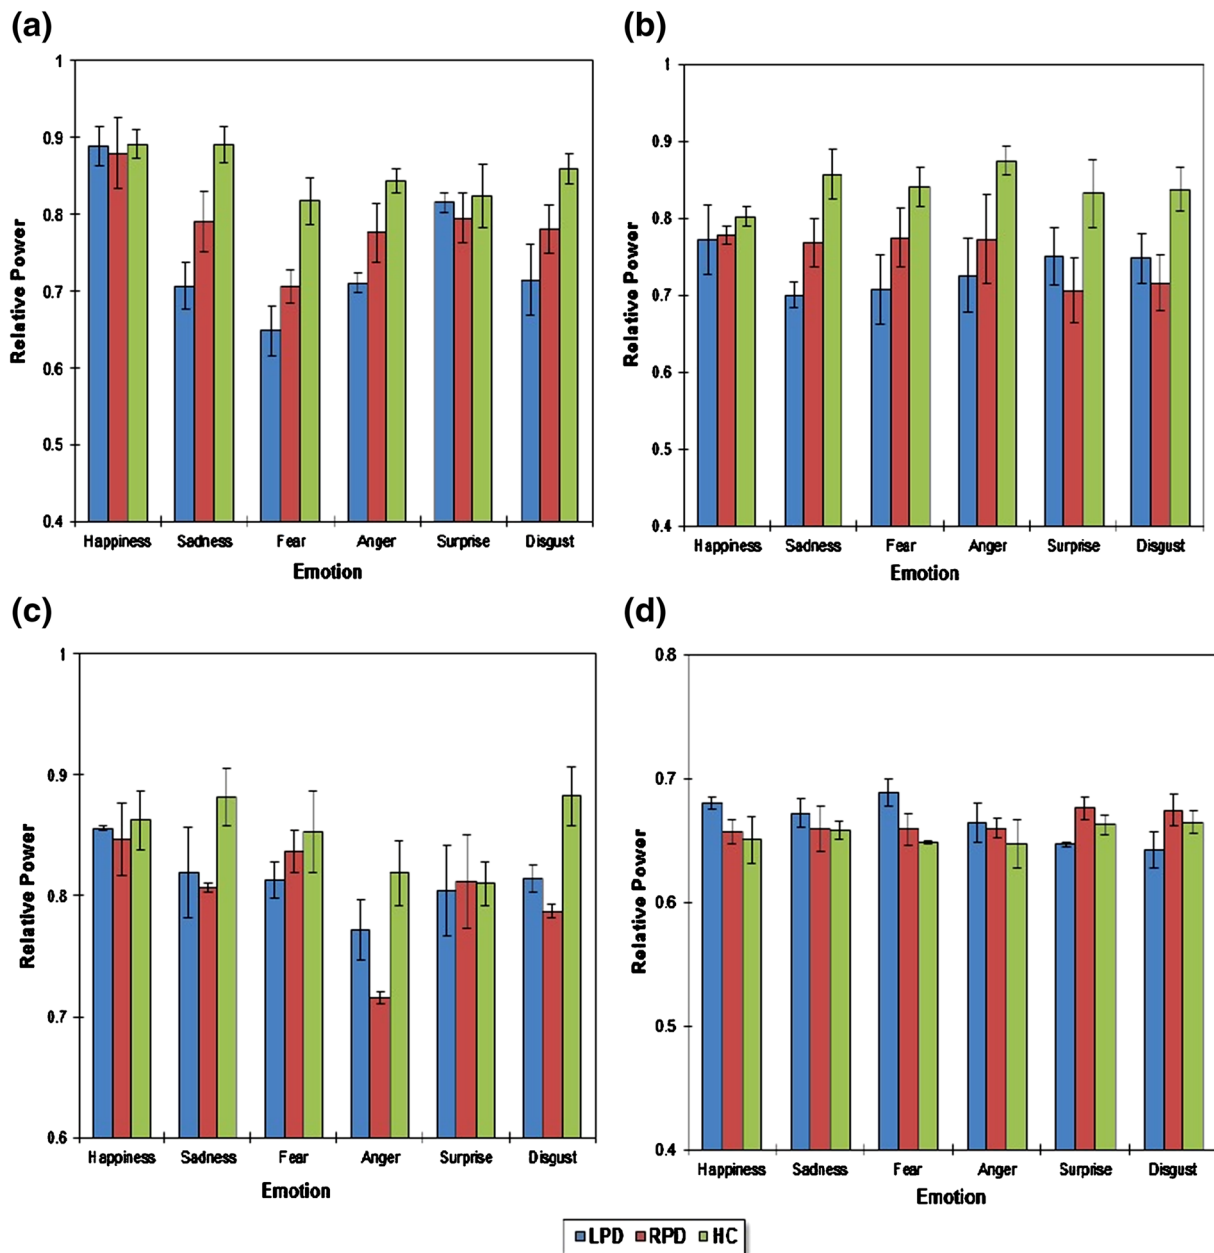 (a)
1
0.9
0.8
0.7
0.6
0.5
0.4
Relative Power
Happiness Sadness Fear Anger Surprise Disgust
Emotion
(b)
1
0.9
0.8
0.7
0.6
0.5
0.4
Relative Power
Happiness Sadness Fear Anger Surprise Disgust
Emotion
(c)
1
0.9
0.8
0.7
0.6
Relative Power
Happiness Sadness Fear Anger Surprise Disgust
Emotion
(d)
0.8
0.7
0.6
0.5
0.4
Relative Power
Happiness Sadness Fear Anger Surprise Disgust
Emotion
LPD RPD HC